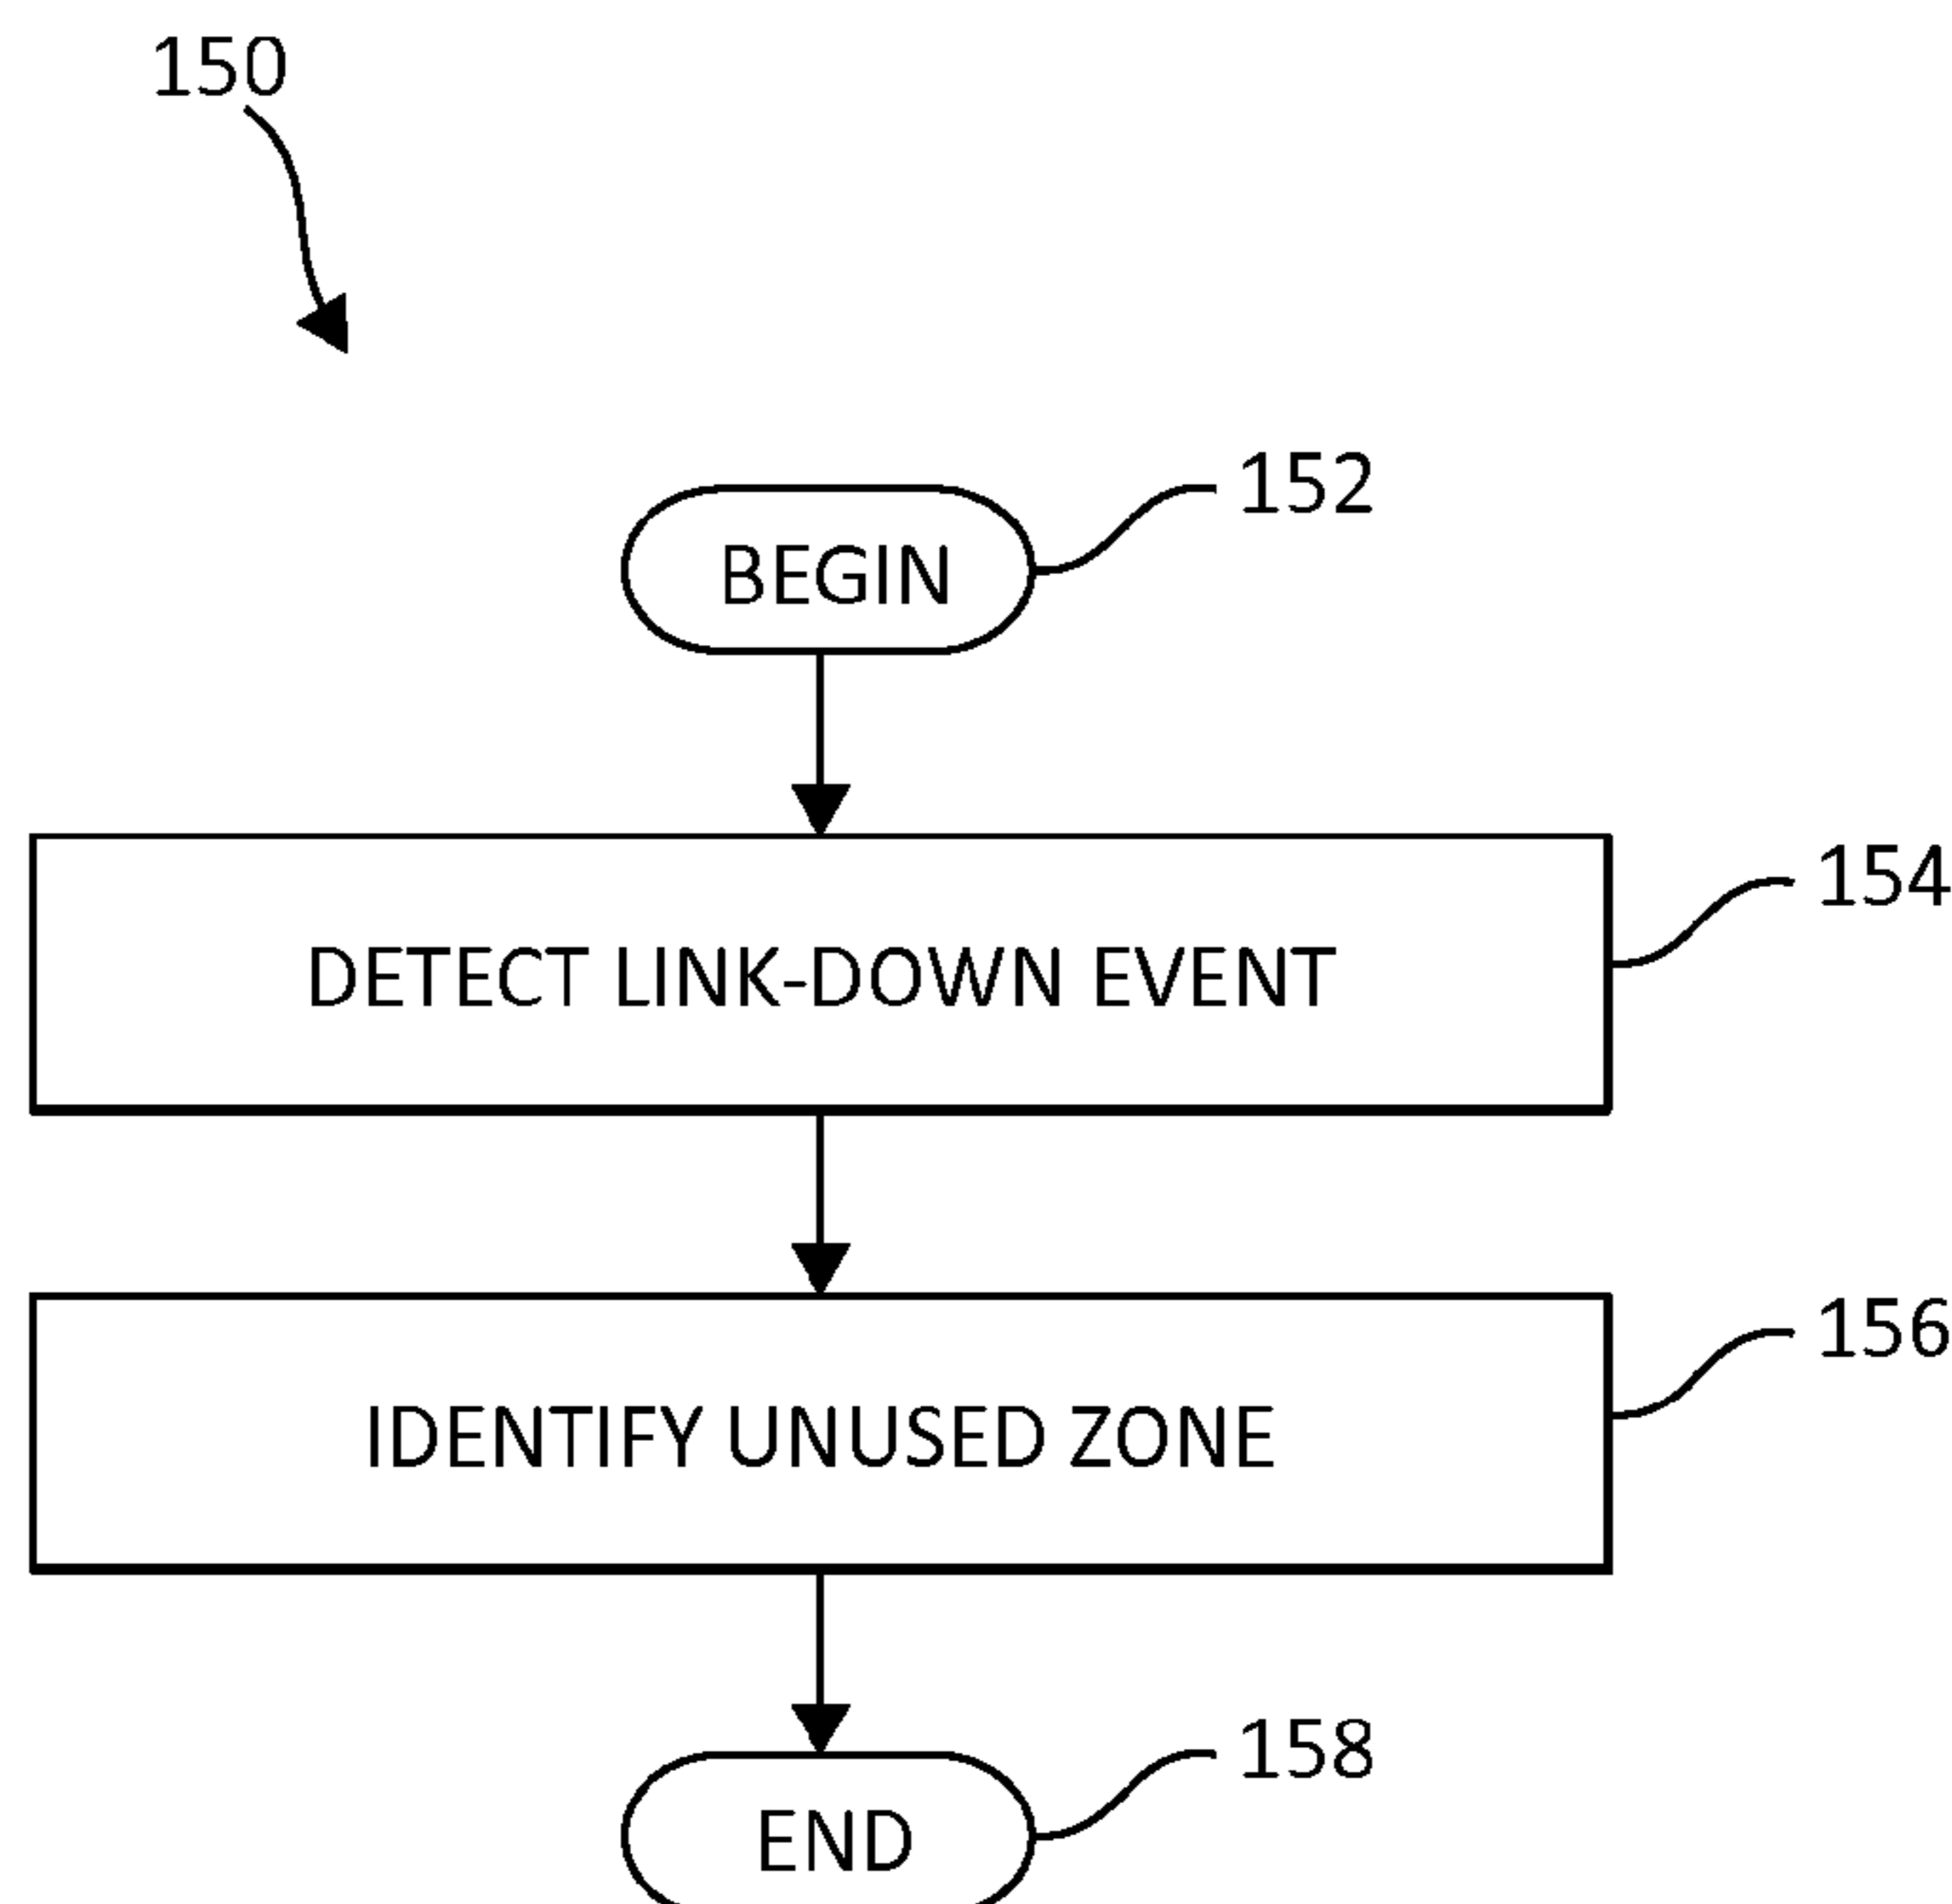 150
152
BEGIN
154
DETECT LINK-DOWN EVENT
156
IDENTIFY UNUSED ZONE
158
END